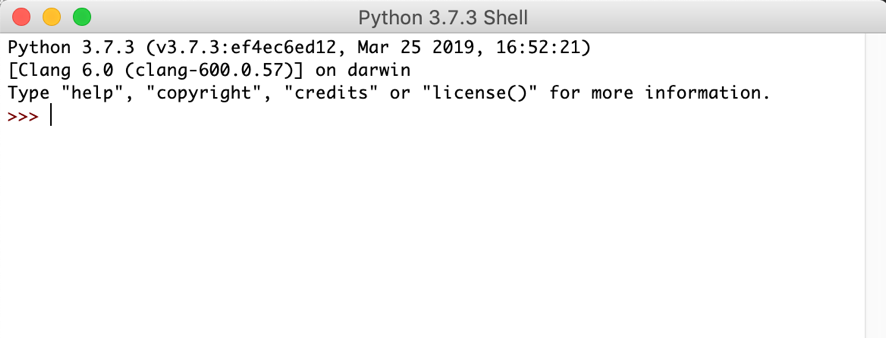 Python 3.7.3 Shell
Python 3.7.3 (v3.7.3:ef4ec6ed12, Mar 25 2019, 16:52:21)
[Clang 6.0 (clang-600.0.57)] on darwin
Type "help", "copyright", "credits" or "license()" for more information.
>>>